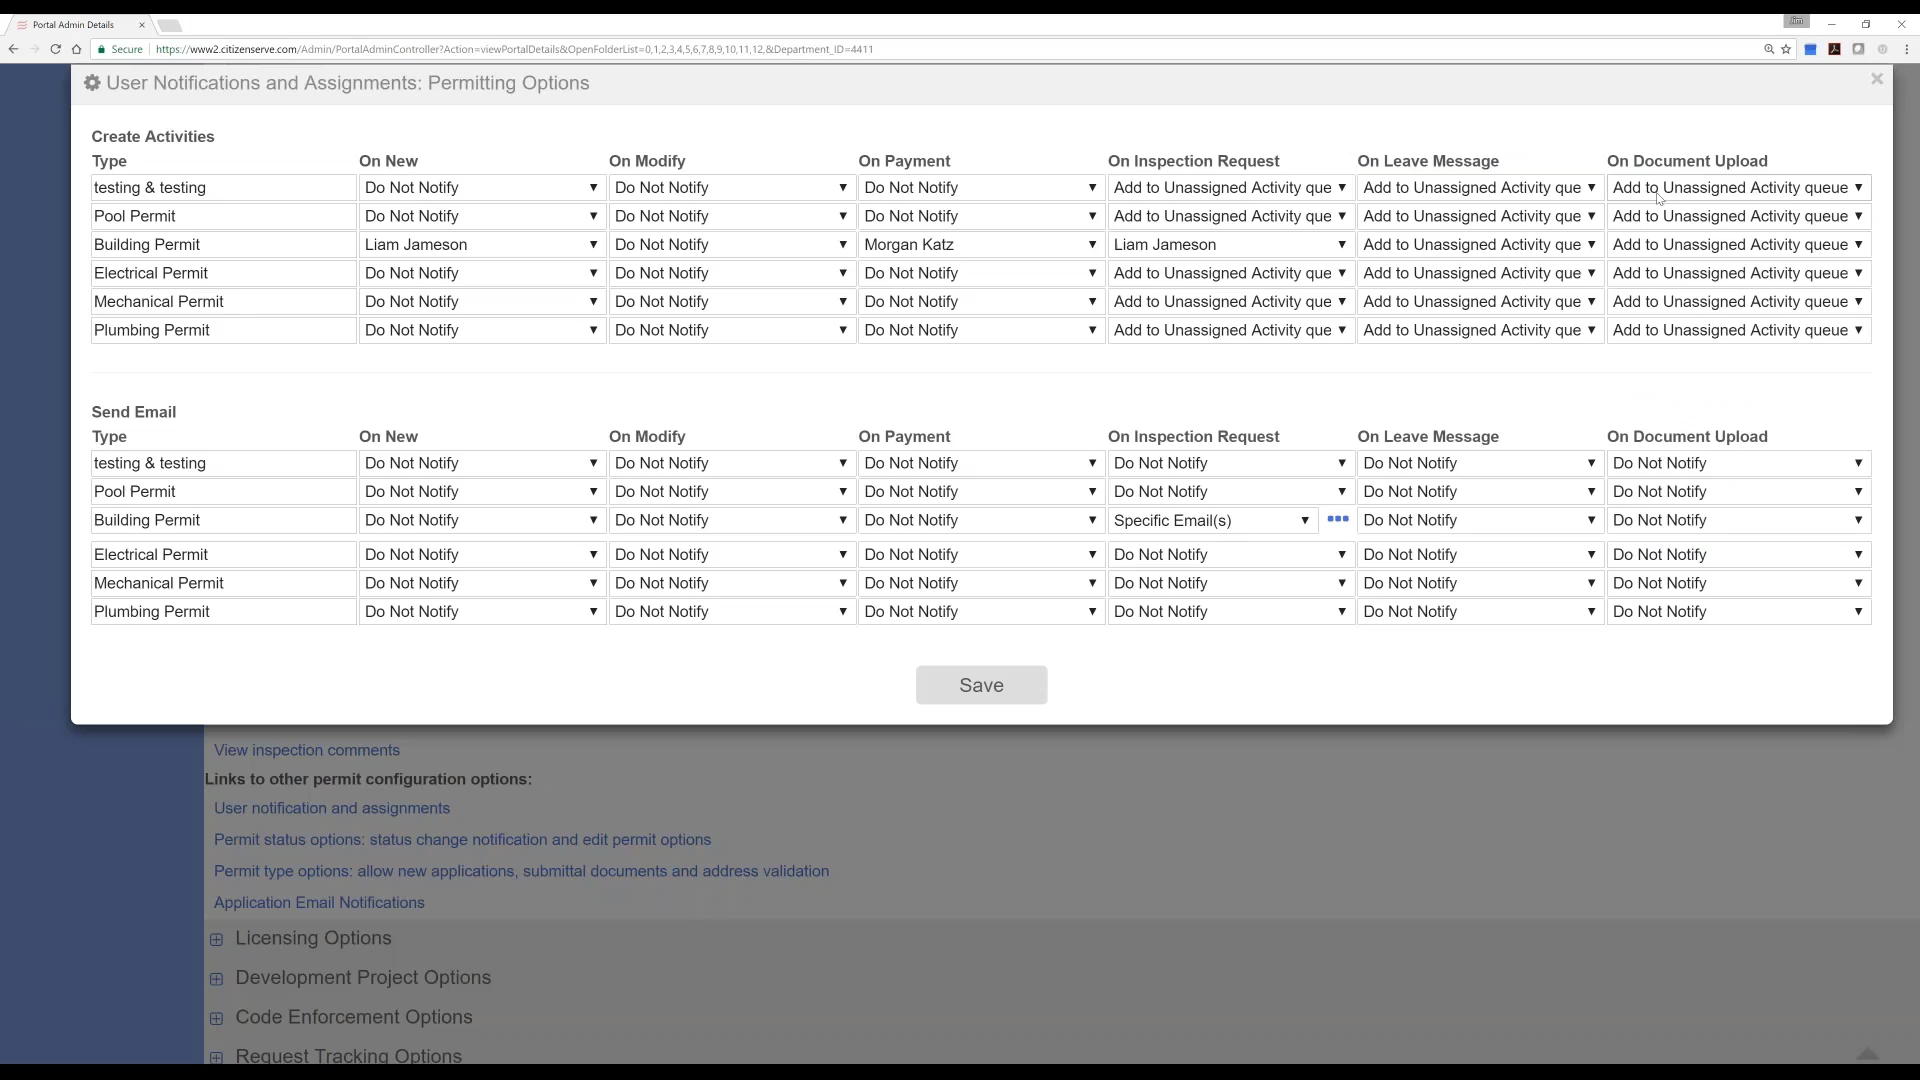 Portal Admin Details
Jim
Secure https://www2.citizenserve.com/Admin/PortalAdminController?Action=viewPortalDetails&OpenFolderList=0,1,2,3,4,5,6,7,8,9,10,11,12,&Department_ID=4411
User Notifications and Assignments: Permitting Options
Create Activities
Type On New On Modify On Payment On Inspection Request On Leave Message On Document Upload
testing & testing Do Not Notify Do Not Notify Do Not Notify Add to Unassigned Activity que Add to Unassigned Activity que Add to Unassigned Activity queue
Pool Permit Do Not Notify Do Not Notify Do Not Notify Add to Unassigned Activity que Add to Unassigned Activity que Add to Unassigned Activity queue
Building Permit Liam Jameson Do Not Notify Morgan Katz Liam Jameson Add to Unassigned Activity que Add to Unassigned Activity queue
Electrical Permit Do Not Notify Do Not Notify Do Not Notify Add to Unassigned Activity que Add to Unassigned Activity que Add to Unassigned Activity queue
Mechanical Permit Do Not Notify Do Not Notify Do Not Notify Add to Unassigned Activity que Add to Unassigned Activity que Add to Unassigned Activity queue
Plumbing Permit Do Not Notify Do Not Notify Do Not Notify Add to Unassigned Activity que Add to Unassigned Activity que Add to Unassigned Activity queue
Send Email
Type On New On Modify On Payment On Inspection Request On Leave Message On Document Upload
testing & testing Do Not Notify Do Not Notify Do Not Notify Do Not Notify Do Not Notify Do Not Notify
Pool Permit Do Not Notify Do Not Notify Do Not Notify Do Not Notify Do Not Notify Do Not Notify
Building Permit Do Not Notify Do Not Notify Do Not Notify Specific Email(s) Do Not Notify Do Not Notify
Electrical Permit Do Not Notify Do Not Notify Do Not Notify Do Not Notify Do Not Notify Do Not Notify
Mechanical Permit Do Not Notify Do Not Notify Do Not Notify Do Not Notify Do Not Notify Do Not Notify
Plumbing Permit Do Not Notify Do Not Notify Do Not Notify Do Not Notify Do Not Notify Do Not Notify
Save
View inspection comments
Links to other permit configuration options:
User notification and assignments
Permit status options: status change notification and edit permit options
Permit type options: allow new applications, submittal documents and address validation
Application Email Notifications
Licensing Options
Development Project Options
Code Enforcement Options
Request Tracking Options